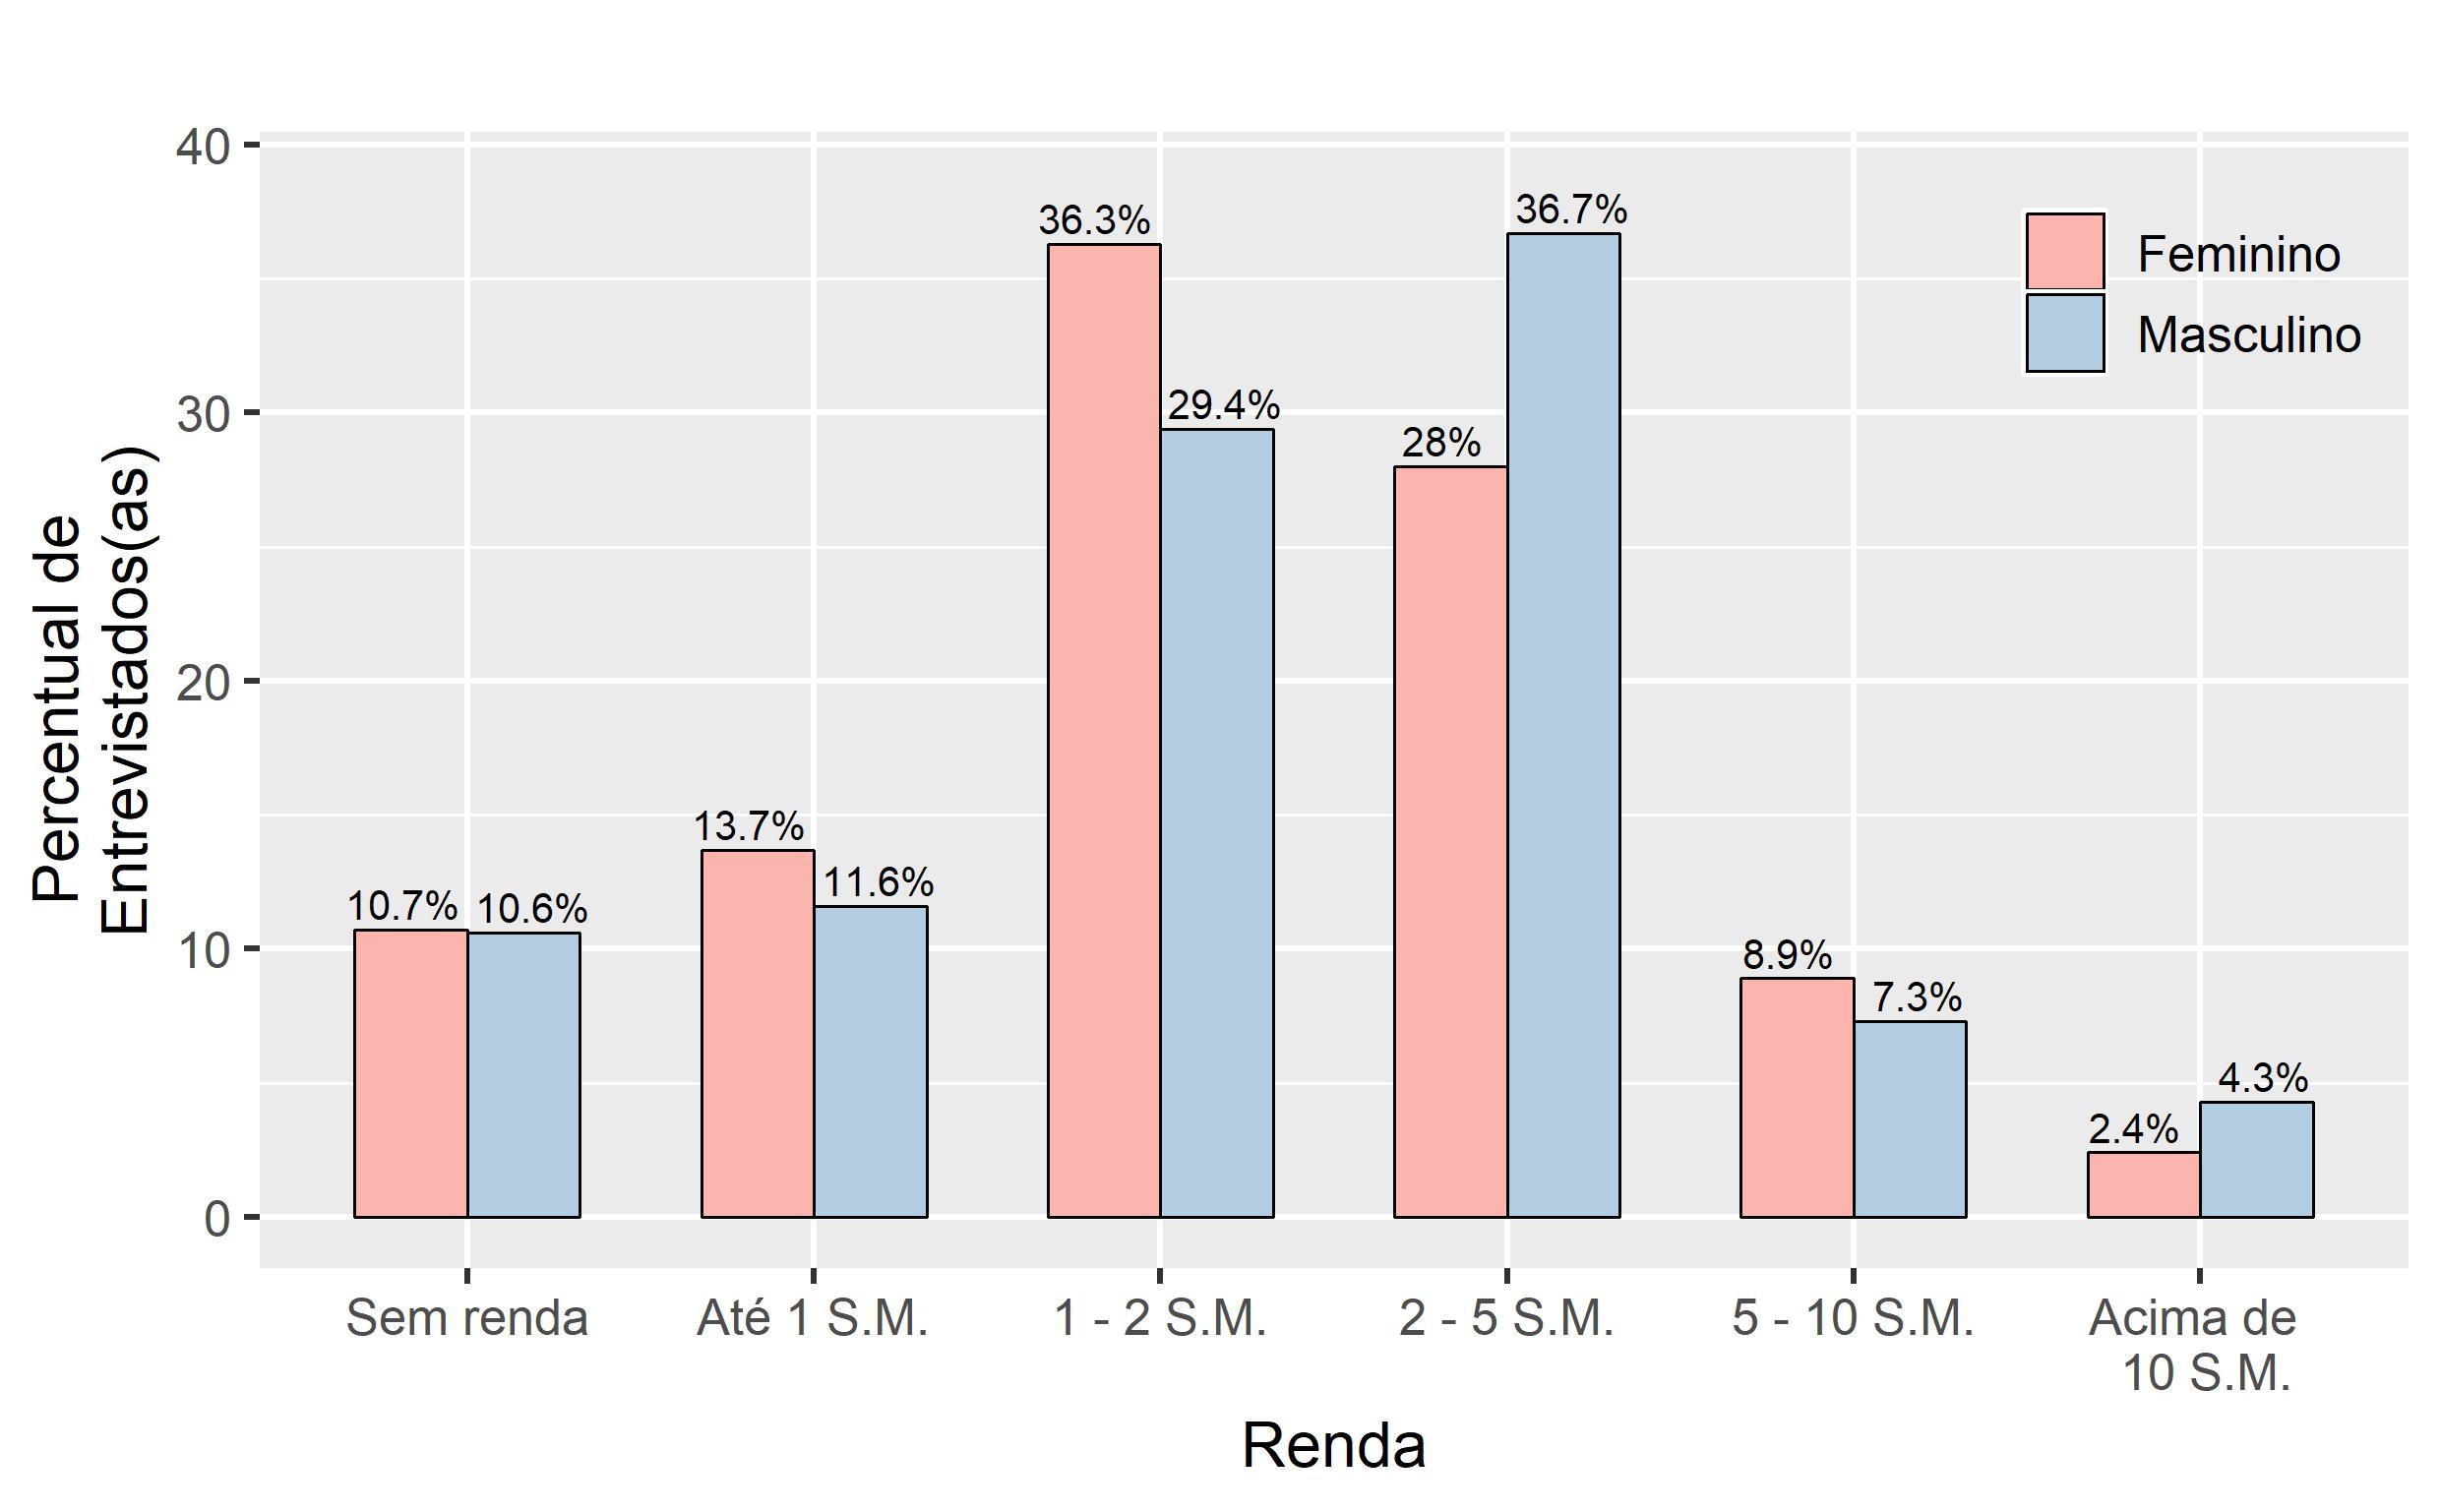 40
30
20
10
0
Percentual de
Entrevistados(as)
36.3%
36.7%
29.4%
28%
13.7%
11.6%
10.7%
10.6%
8.9%
7.3%
4.3%
2.4%
Feminino
Masculino
Sem renda
Até 1 S.M.
1 - 2 S.M.
2 - 5 S.M.
5 - 10 S.M.
Acima de
10 S.M.
Renda